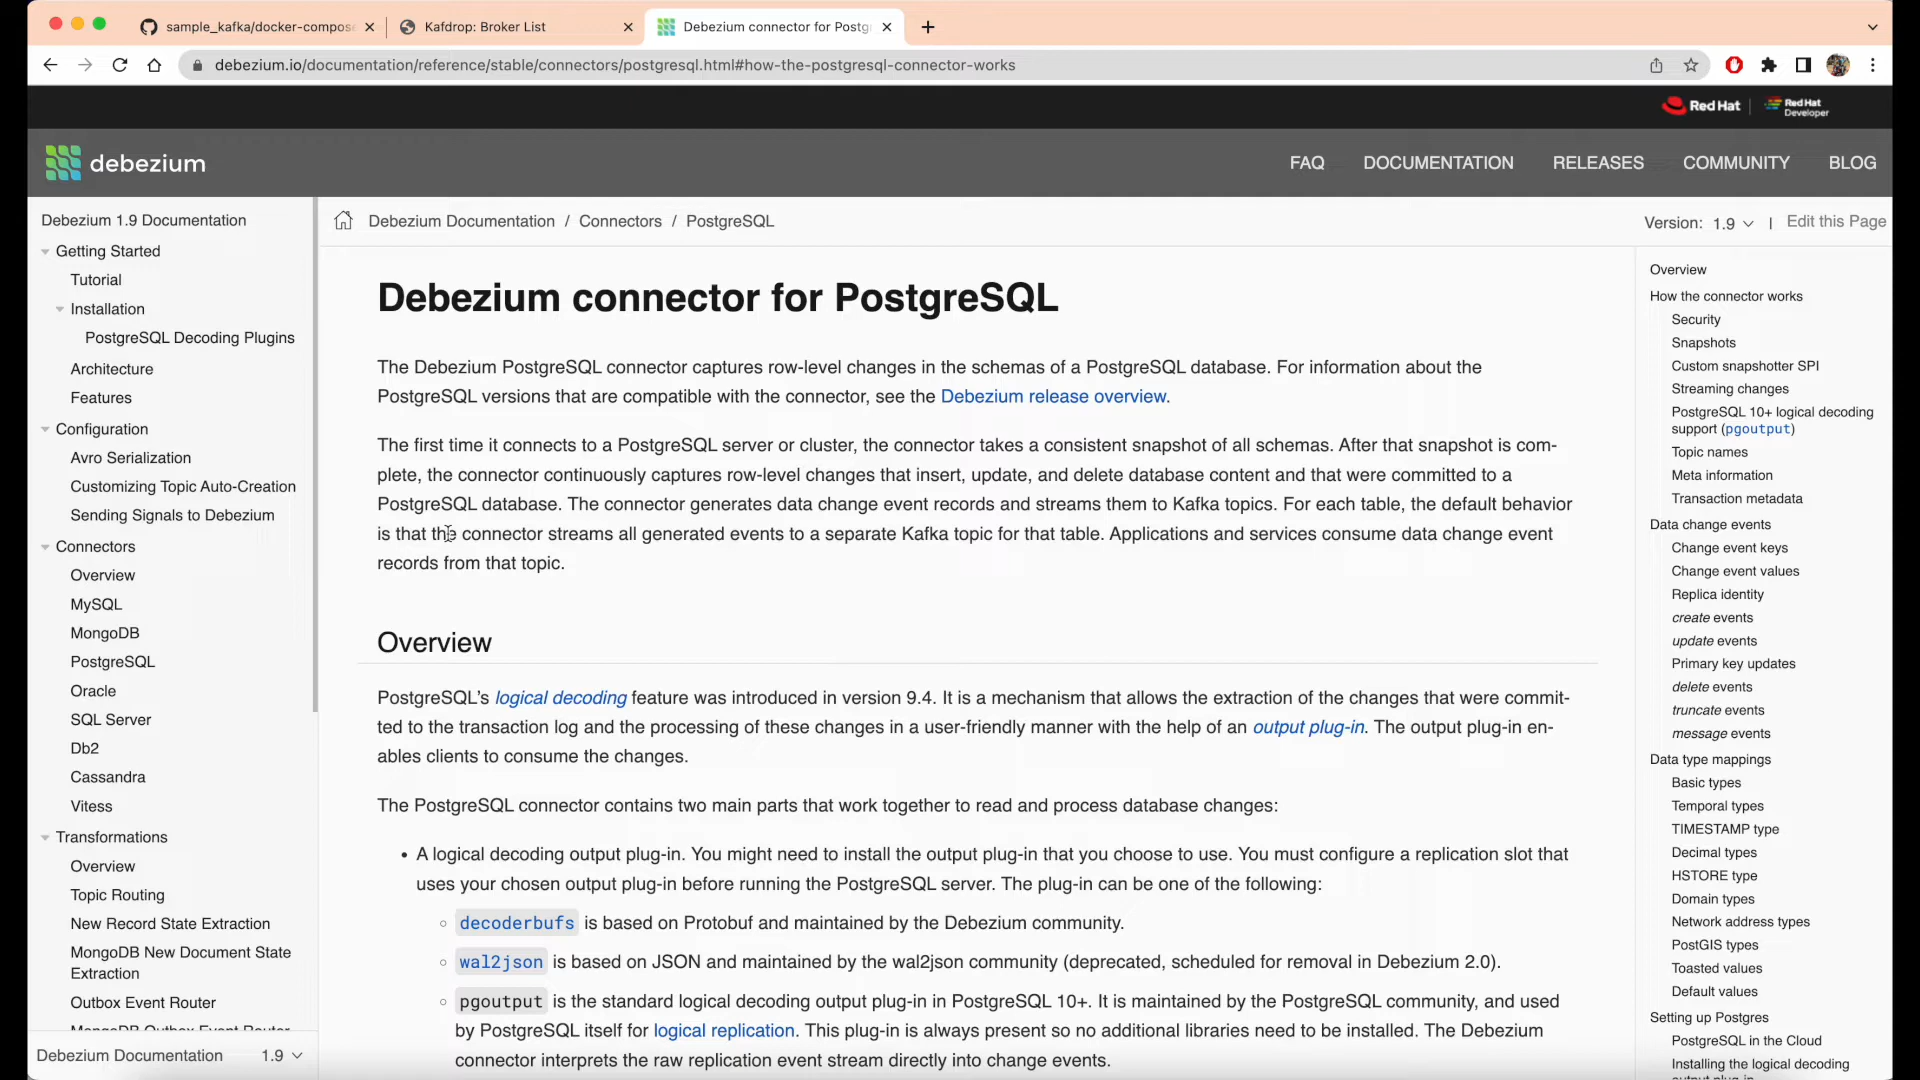 sample_kafka/docker-compos
Kafdrop: Broker List
Debezium connector for Postg
debezium.io/documentation/reference/stable/connectors/postgresql.html#how-the-postgresql-connector-works
Red Hat
Red Hat
Developer
debezium
FAQ
DOCUMENTATION
RELEASES
COMMUNITY
BLOG
Debezium 1.9 Documentation
Getting Started
Tutorial
Installation
PostgreSQL Decoding Plugins
Architecture
Features
Configuration
Avro Serialization
Customizing Topic Auto-Creation
Sending Signals to Debezium
Connectors
Overview
MySQL
MongoDB
PostgreSQL
Oracle
SQL Server
Db2
Cassandra
Vitess
Transformations
Overview
Topic Routing
New Record State Extraction
MongoDB New Document State
Extraction
Outbox Event Router
MongoDB Outbox Event Router
Debezium Documentation 1.9
Debezium Documentation / Connectors / PostgreSQL
Version: 1.9 | Edit this Page
Debezium connector for PostgreSQL
The Debezium PostgreSQL connector captures row-level changes in the schemas of a PostgreSQL database. For information about the
PostgreSQL versions that are compatible with the connector, see the Debezium release overview.
The first time it connects to a PostgreSQL server or cluster, the connector takes a consistent snapshot of all schemas. After that snapshot is com-
plete, the connector continuously captures row-level changes that insert, update, and delete database content and that were committed to a
PostgreSQL database. The connector generates data change event records and streams them to Kafka topics. For each table, the default behavior
is that the connector streams all generated events to a separate Kafka topic for that table. Applications and services consume data change event
records from that topic.
Overview
PostgreSQL’s logical decoding feature was introduced in version 9.4. It is a mechanism that allows the extraction of the changes that were commit-
ted to the transaction log and the processing of these changes in a user-friendly manner with the help of an output plug-in. The output plug-in en-
ables clients to consume the changes.
The PostgreSQL connector contains two main parts that work together to read and process database changes:
• A logical decoding output plug-in. You might need to install the output plug-in that you choose to use. You must configure a replication slot that
uses your chosen output plug-in before running the PostgreSQL server. The plug-in can be one of the following:
◦ decoderbufs is based on Protobuf and maintained by the Debezium community.
◦ wal2json is based on JSON and maintained by the wal2json community (deprecated, scheduled for removal in Debezium 2.0).
◦ pgoutput is the standard logical decoding output plug-in in PostgreSQL 10+. It is maintained by the PostgreSQL community, and used
by PostgreSQL itself for logical replication. This plug-in is always present so no additional libraries need to be installed. The Debezium
connector interprets the raw replication event stream directly into change events.
Overview
How the connector works
Security
Snapshots
Custom snapshotter SPI
Streaming changes
PostgreSQL 10+ logical decoding
support (pgoutput)
Topic names
Meta information
Transaction metadata
Data change events
Change event keys
Change event values
Replica identity
create events
update events
Primary key updates
delete events
truncate events
message events
Data type mappings
Basic types
Temporal types
TIMESTAMP type
Decimal types
HSTORE type
Domain types
Network address types
PostGIS types
Toasted values
Default values
Setting up Postgres
PostgreSQL in the Cloud
Installing the logical decoding
output plug-in